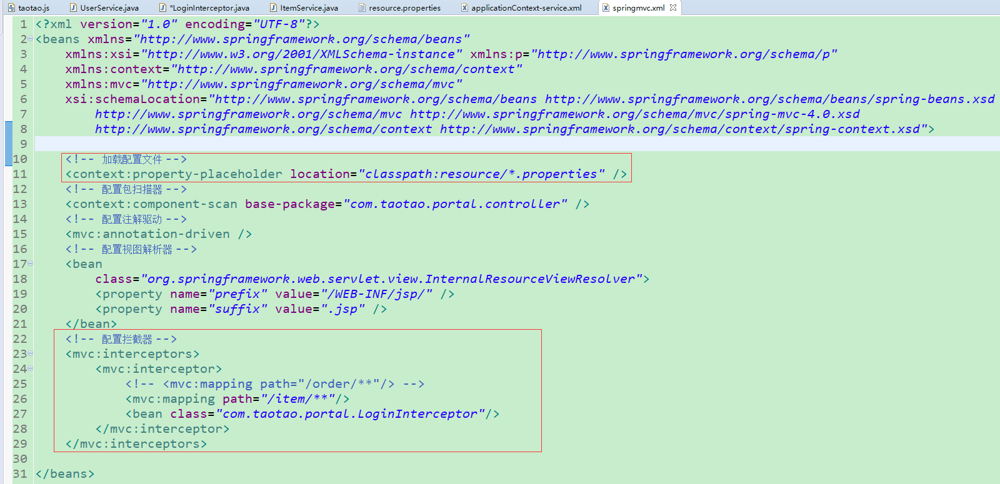 taotao.js UserService.java *LoginInterceptor.java ItemService.java resource.properties applicationContext-service.xml springmvc.xml
1 <?xml version="1.0" encoding="UTF-8"?>
2 <beans xmlns="http://www.springframework.org/schema/beans"
3 xmlns:xsi="http://www.w3.org/2001/XMLSchema-instance" xmlns:p="http://www.springframework.org/schema/p"
4 xmlns:context="http://www.springframework.org/schema/context"
5 xmlns:mvc="http://www.springframework.org/schema/mvc"
6 xsi:schemaLocation="http://www.springframework.org/schema/beans http://www.springframework.org/schema/beans/spring-beans.xsd
7 http://www.springframework.org/schema/mvc http://www.springframework.org/schema/mvc/spring-mvc-4.0.xsd
8 http://www.springframework.org/schema/context http://www.springframework.org/schema/context/spring-context.xsd">
9
10 <!-- 加载配置文件 -->
11 <context:property-placeholder location="classpath:resource/*.properties" />
12 <!-- 配置包扫描器 -->
13 <context:component-scan base-package="com.taotao.portal.controller" />
14 <!-- 配置注解驱动 -->
15 <mvc:annotation-driven />
16 <!-- 配置视图解析器 -->
17 <bean
18 class="org.springframework.web.servlet.view.InternalResourceViewResolver">
19 <property name="prefix" value="/WEB-INF/jsp/" />
20 <property name="suffix" value=".jsp" />
21 </bean>
22 <!-- 配置拦截器 -->
23 <mvc:interceptors>
24 <mvc:interceptor>
25 <!-- <mvc:mapping path="/order/**"/> -->
26 <mvc:mapping path="/item/**"/>
27 <bean class="com.taotao.portal.LoginInterceptor"/>
28 </mvc:interceptor>
29 </mvc:interceptors>
30
31 </beans>